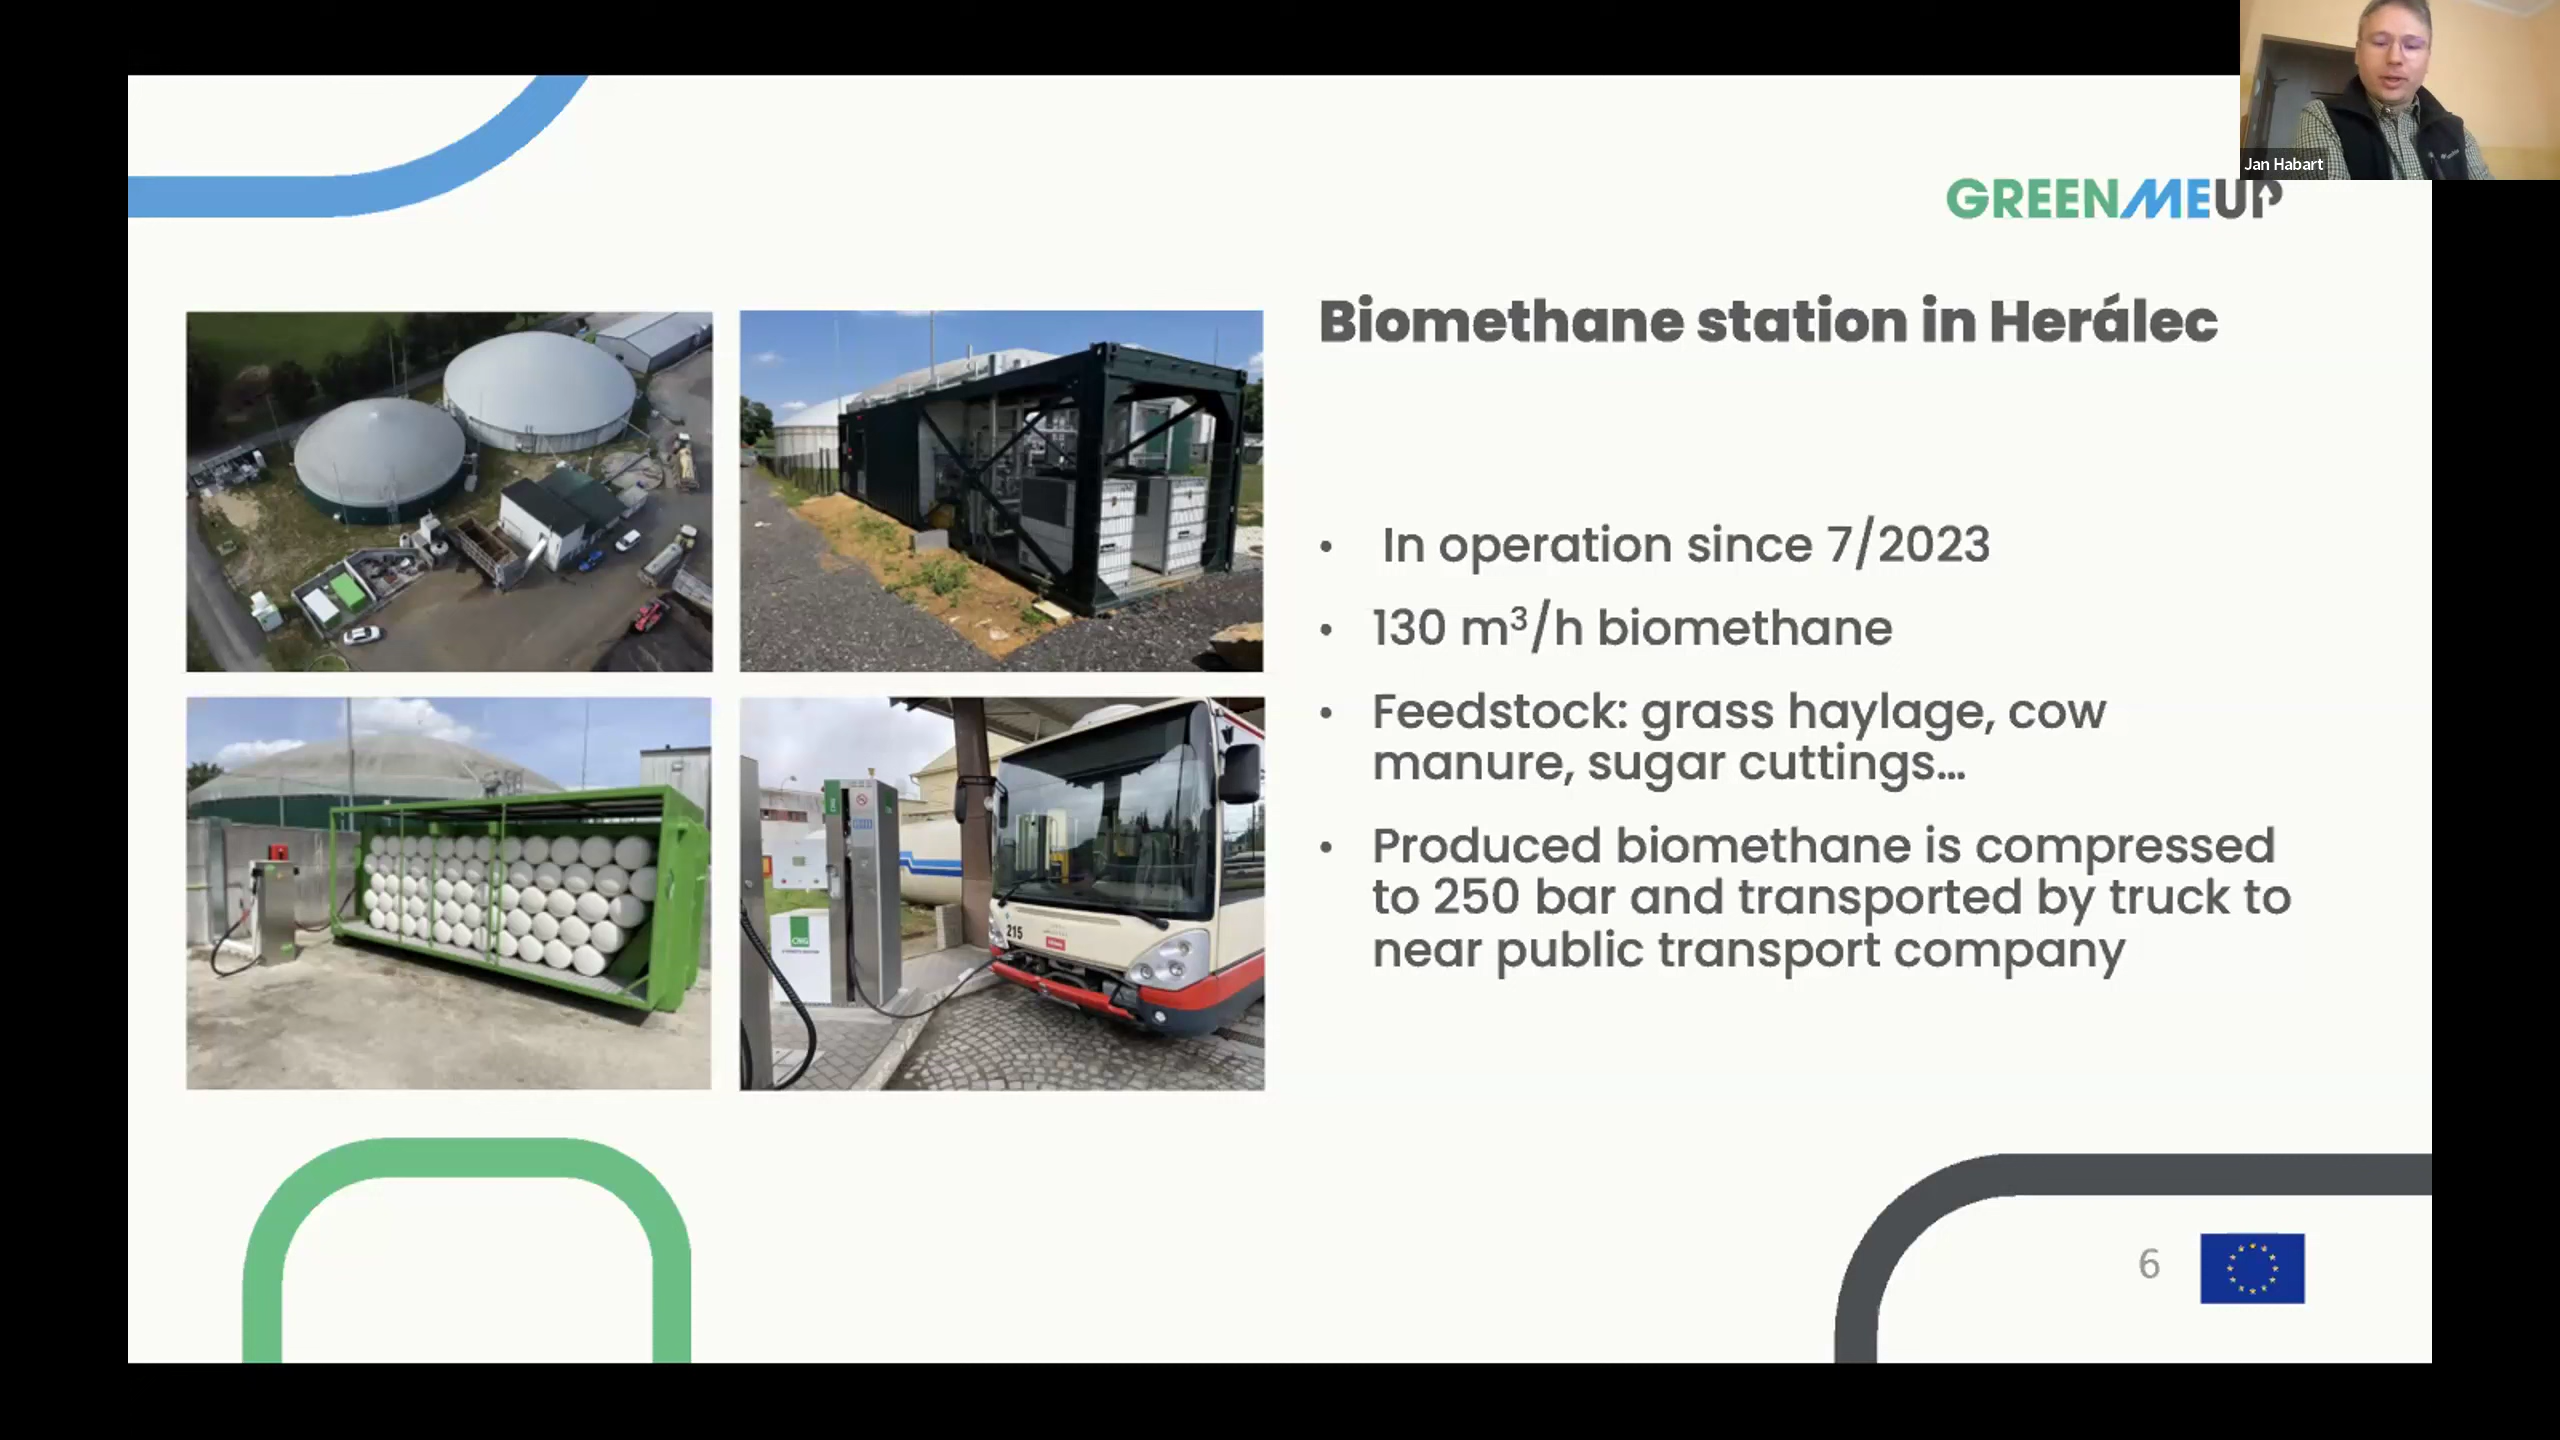 Jan Habart
GREENMEUP
Biomethane station in Herálec
• In operation since 7/2023
• 130 m³/h biomethane
• Feedstock: grass haylage, cow
manure, sugar cuttings...
• Produced biomethane is compressed
to 250 bar and transported by truck to
near public transport company
CNG
215
6